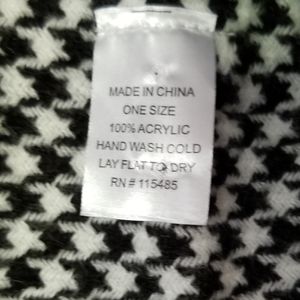 MADE IN CHINA
ONE SIZE
100% ACRYLIC
HAND WASH COLD
LAY FLAT TO DRY
RN # 115485